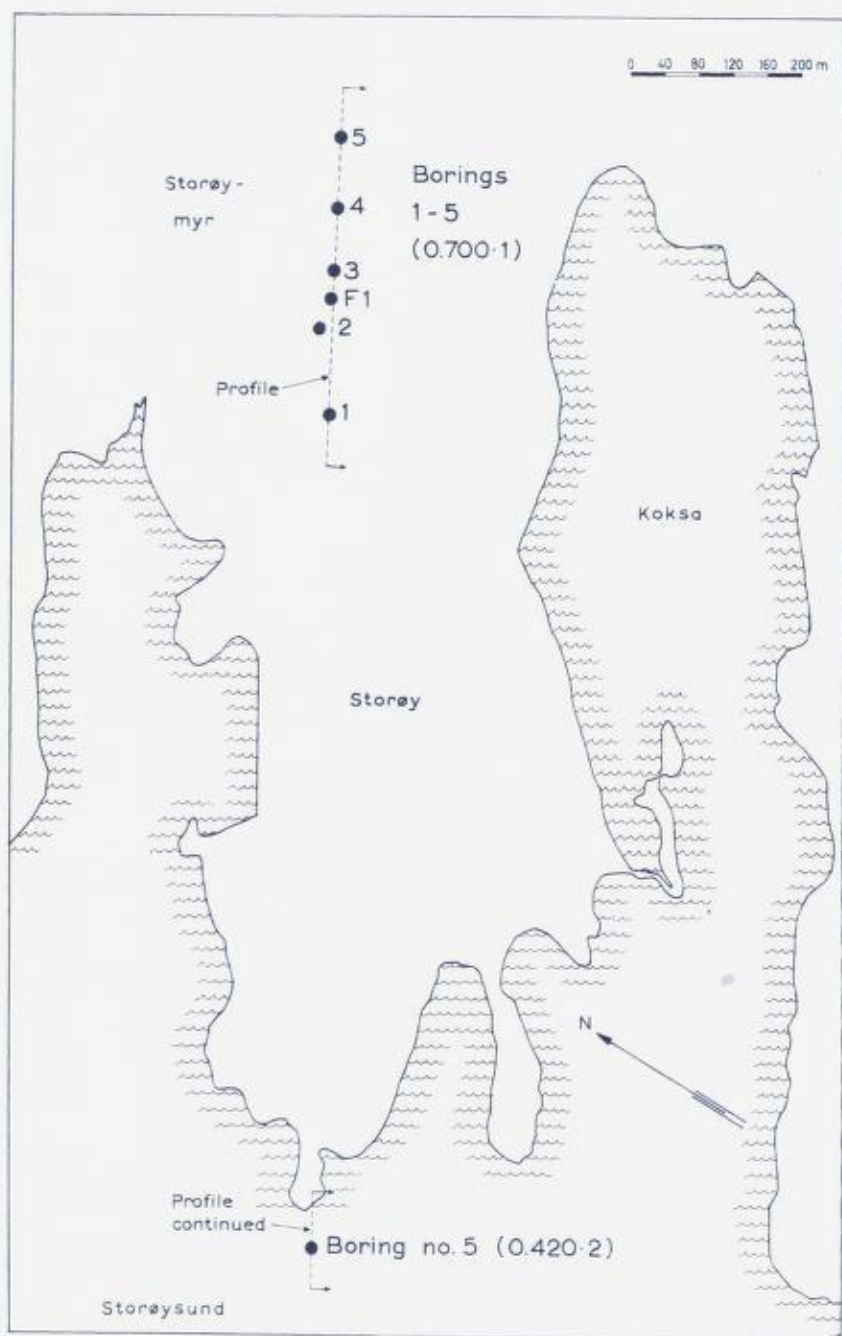 0 40 80 120 160 200 m
5
Storøy-
myr
4
Borings
1-5
(0.700·1)
3
F1
2
Profile
1
Koksa
Storøy
N
Profile
continued
Boring no. 5 (0.420·2)
Storøysund